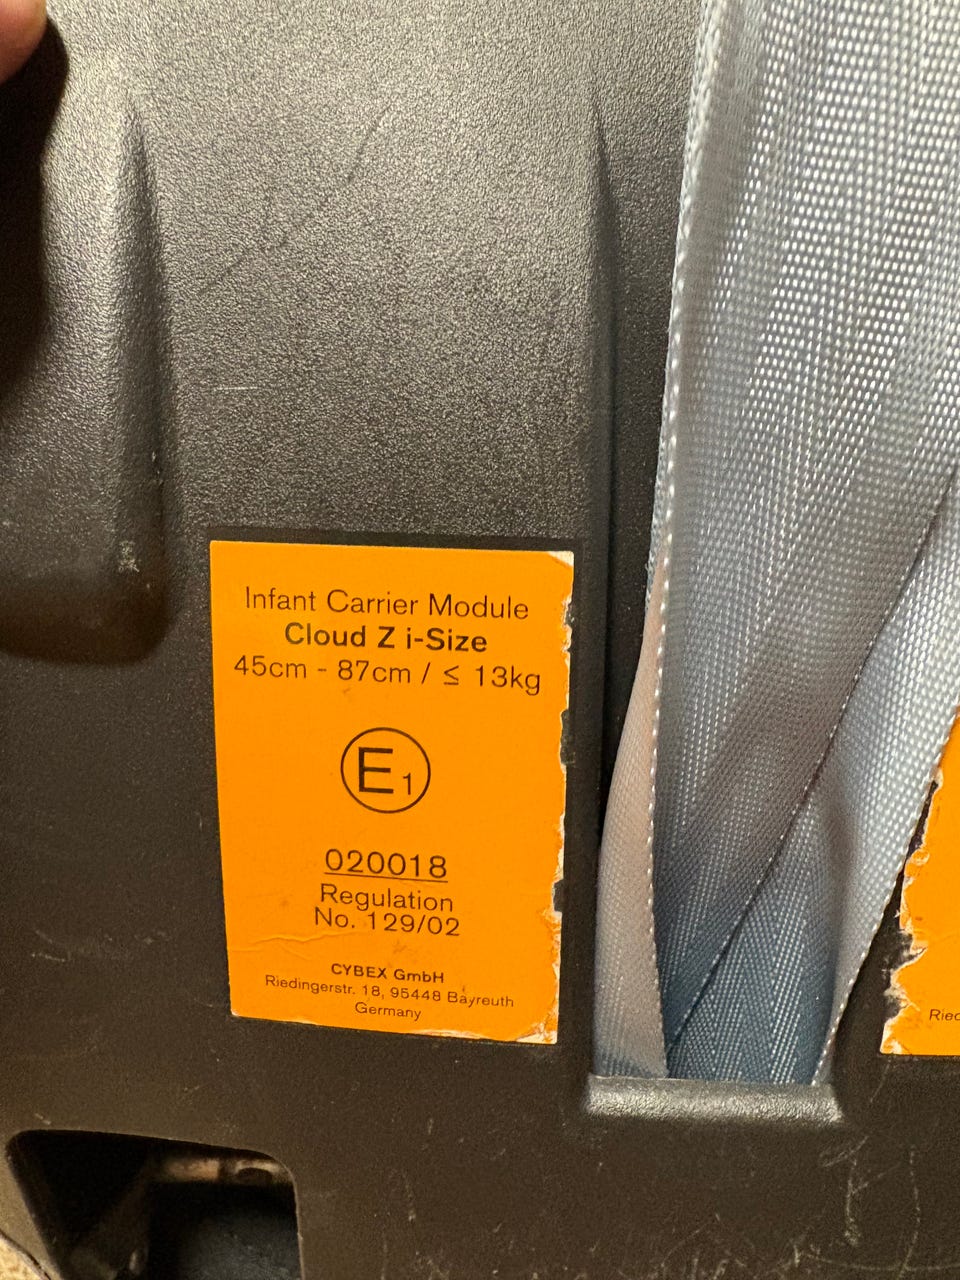 Infant Carrier Module
Cloud Z i-Size
45cm - 87cm / ≤ 13kg
E1
020018
Regulation
No. 129/02
CYBEX GmbH
Riedingerstr. 18, 95448 Bayreuth
Germany